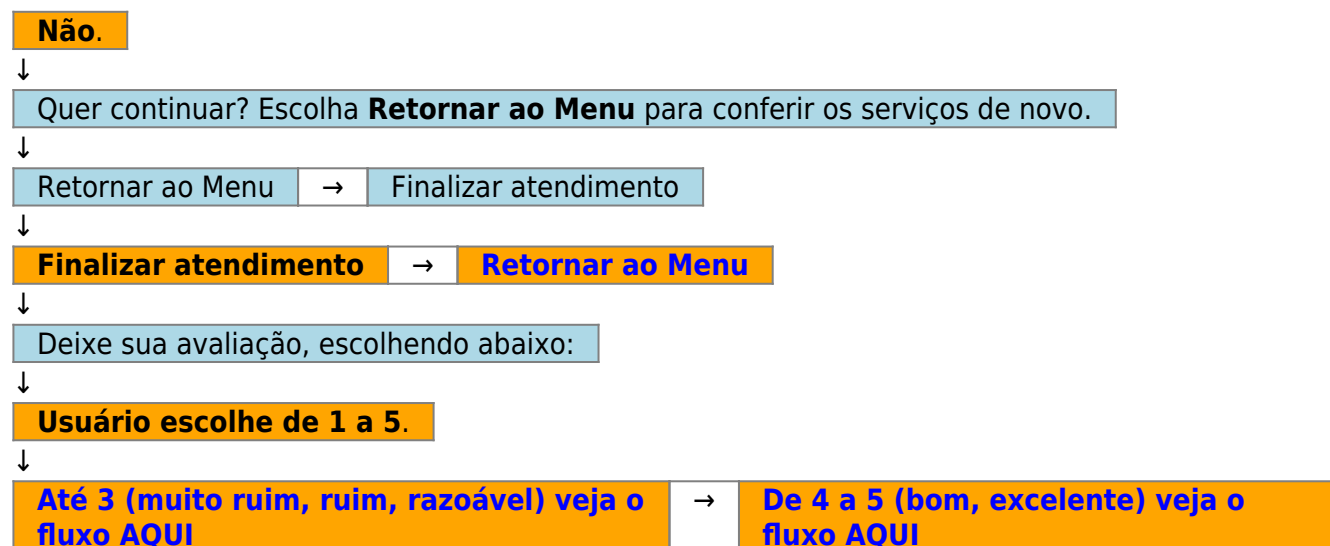 Não.
↓
Quer continuar? Escolha Retornar ao Menu para conferir os serviços de novo.
↓
Retornar ao Menu → Finalizar atendimento
↓
Finalizar atendimento → Retornar ao Menu
↓
Deixe sua avaliação, escolhendo abaixo:
↓
Usuário escolhe de 1 a 5.
↓
Até 3 (muito ruim, ruim, razoável) veja o → De 4 a 5 (bom, excelente) veja o
fluxo AQUI fluxo AQUI